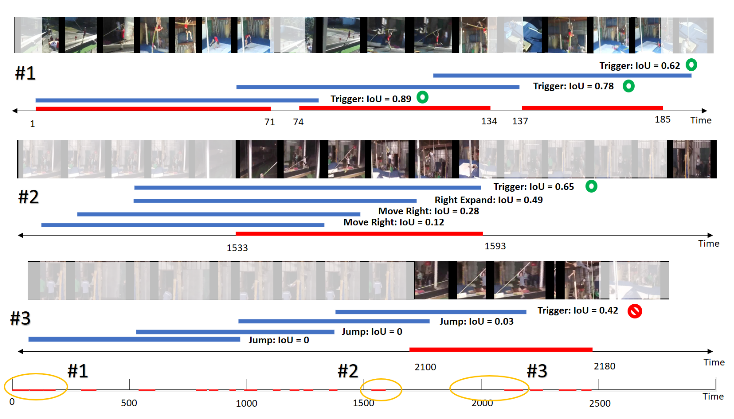 #1
Trigger: IoU = 0.62
Trigger: IoU = 0.78
Trigger: IoU = 0.89
1 71 74 134 137 185 Time
#2
Trigger: IoU = 0.65
Right Expand: IoU = 0.49
Move Right: IoU = 0.28
Move Right: IoU = 0.12
1533 1593 Time
#3
Trigger: IoU = 0.42
Jump: IoU = 0.03
Jump: IoU = 0
Jump: IoU = 0
2100 2180 Time
#1 #2 #3
0 500 1000 1500 2000 2500 Time